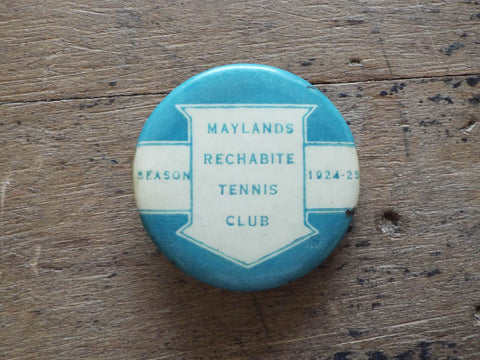 MAYLANDS
RECHABITE
TENNIS
CLUB
SEASON 1924-25